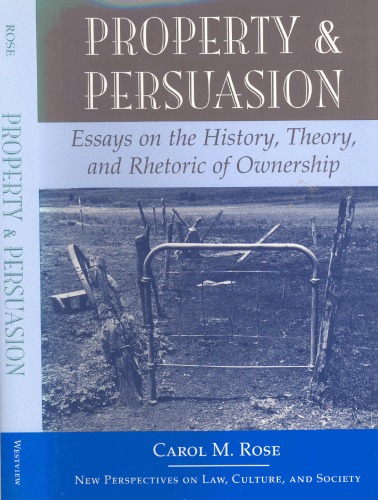 ROSE
PROPERTY & PERSUASION
WESTVIEW
PROPERTY &
PERSUASION
Essays on the History, Theory,
and Rhetoric of Ownership
CAROL M. ROSE
NEW PERSPECTIVES ON LAW, CULTURE, AND SOCIETY